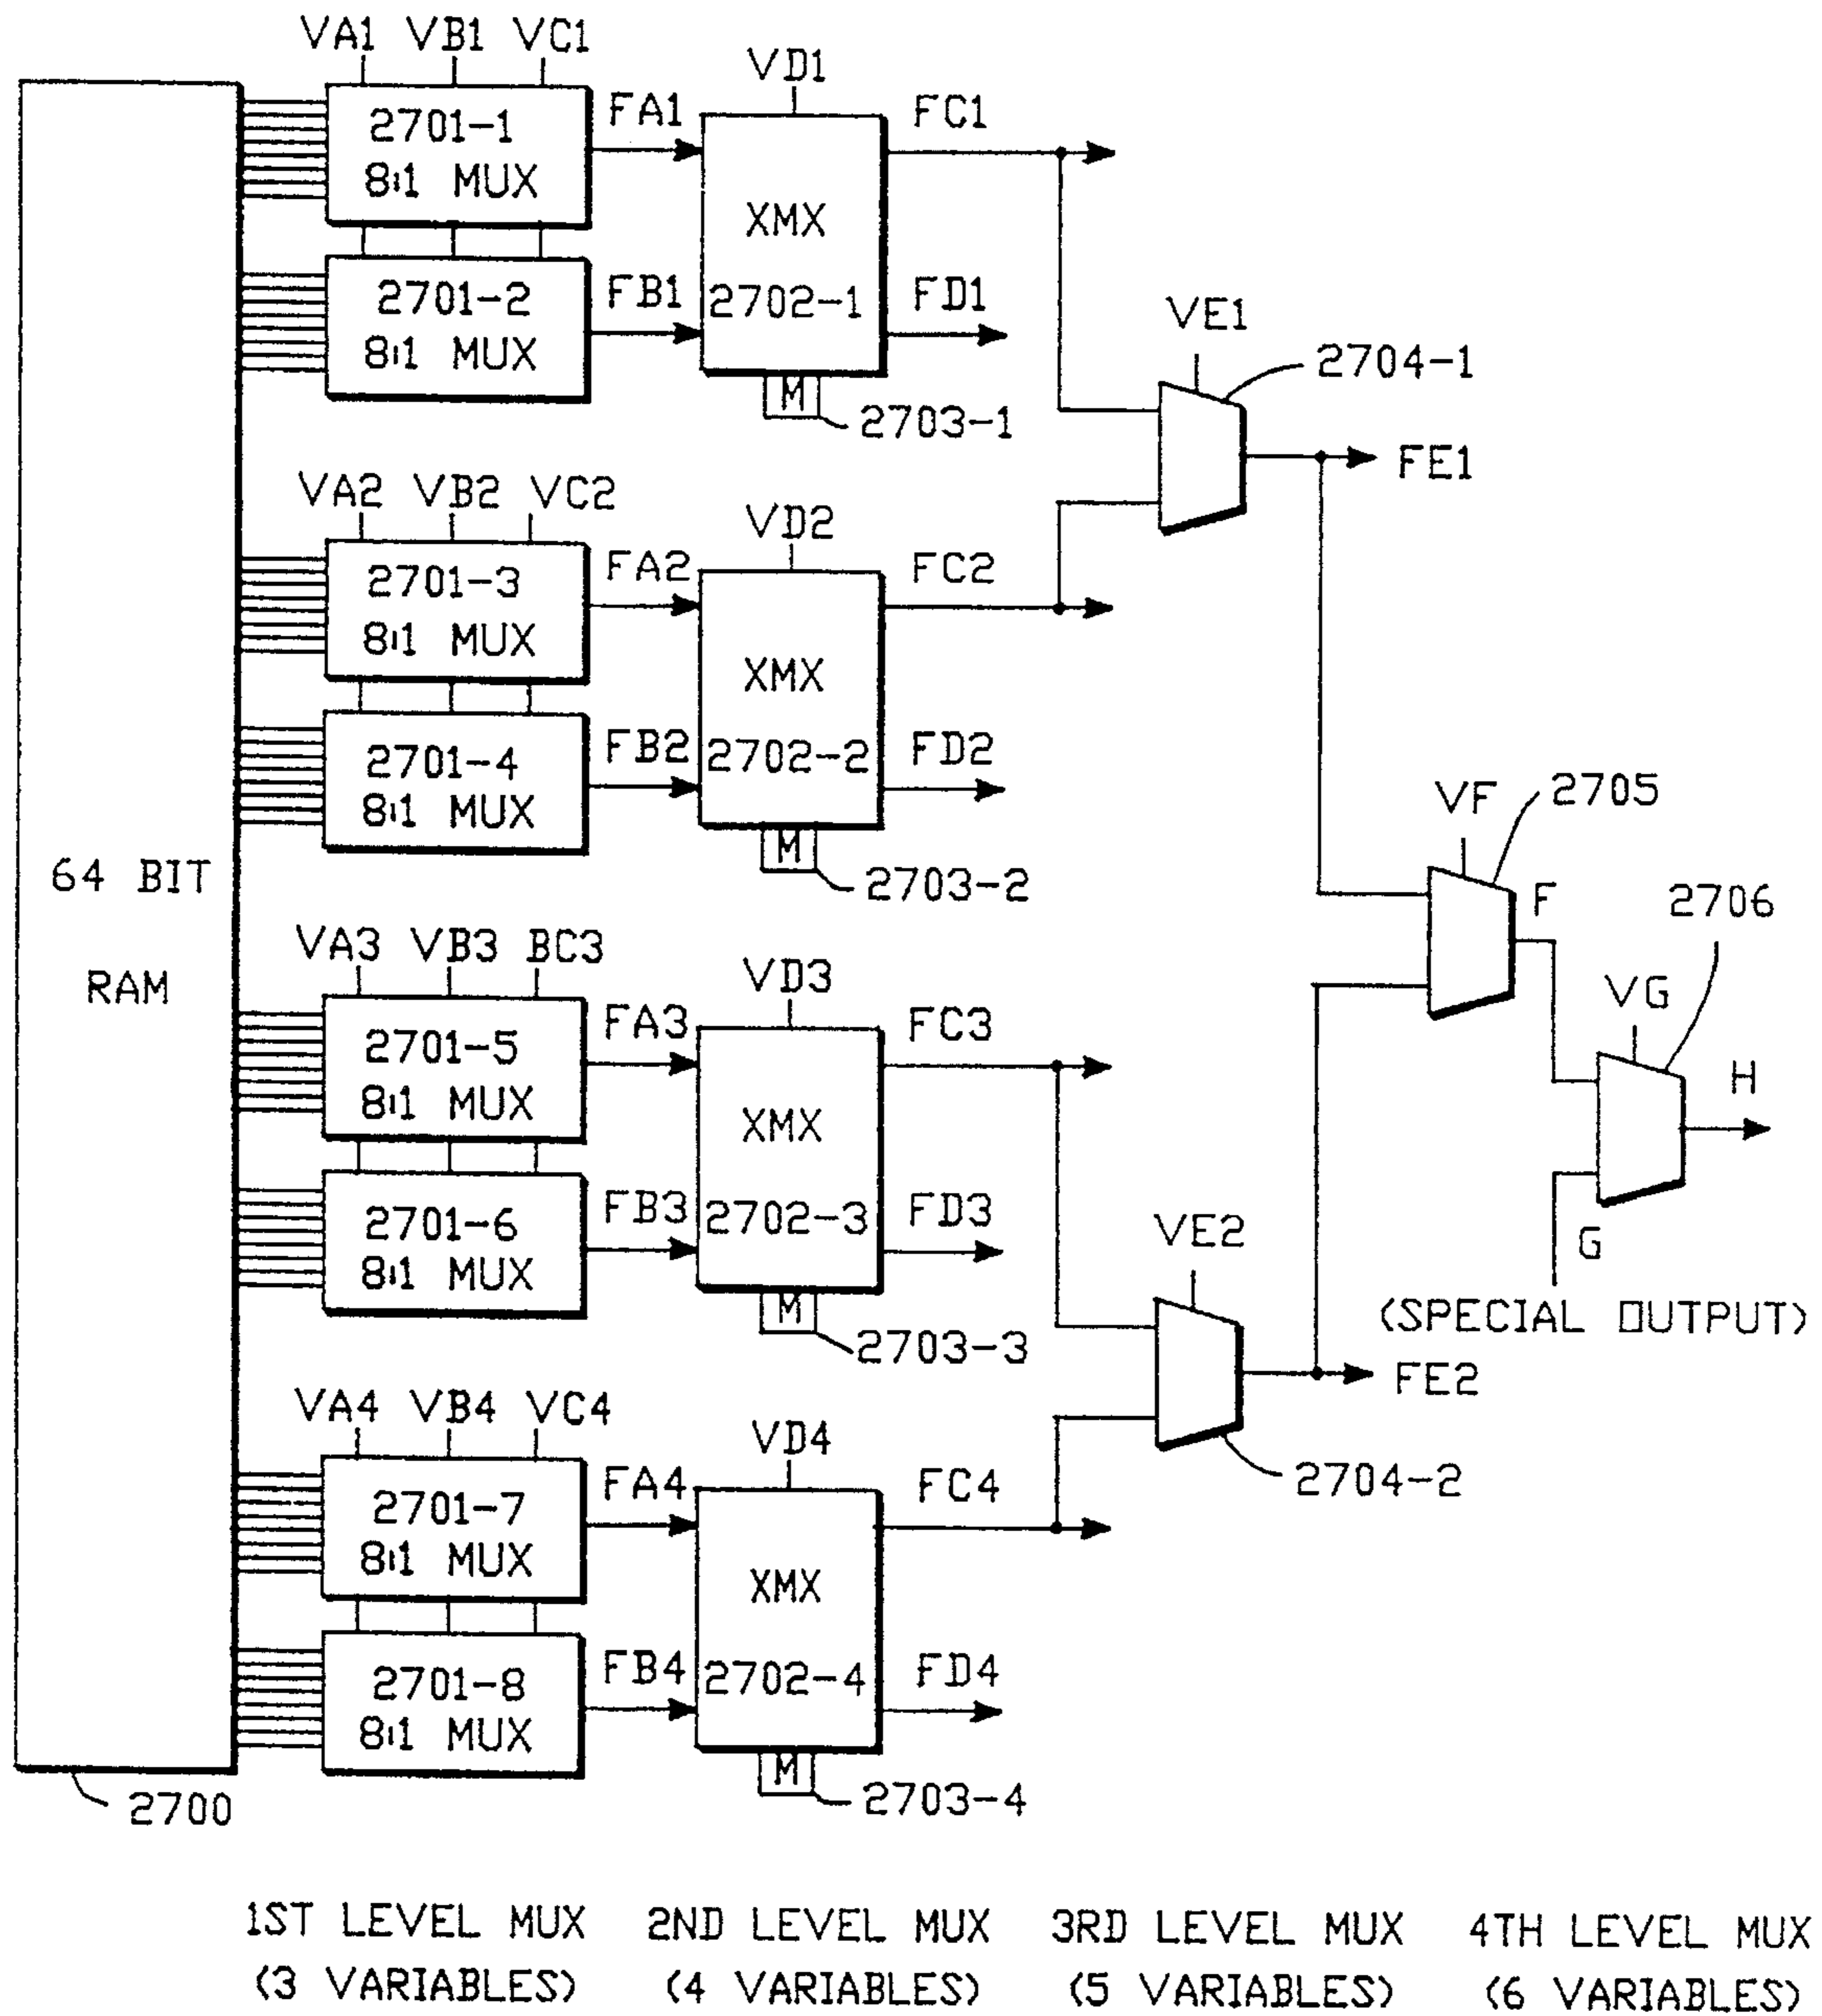 VA1 VB1 VC1
2701-1
8:1 MUX
FA1
VD1
FC1
2701-2
8:1 MUX
FB1
XMX
2702-1
FD1
M
2703-1
VE1
2704-1
FE1
VA2 VB2 VC2
2701-3
8:1 MUX
FA2
VD2
FC2
2701-4
8:1 MUX
FB2
XMX
2702-2
FD2
M
2703-2
64 BIT
RAM
VF
2705
F
2706
VG
H
G
(SPECIAL OUTPUT)
VA3 VB3 BC3
2701-5
8:1 MUX
FA3
VD3
FC3
2701-6
8:1 MUX
FB3
XMX
2702-3
FD3
M
2703-3
VE2
FE2
2704-2
VA4 VB4 VC4
2701-7
8:1 MUX
FA4
VD4
FC4
2701-8
8:1 MUX
FB4
XMX
2702-4
FD4
M
2703-4
2700
1ST LEVEL MUX
(3 VARIABLES)
2ND LEVEL MUX
(4 VARIABLES)
3RD LEVEL MUX
(5 VARIABLES)
4TH LEVEL MUX
(6 VARIABLES)